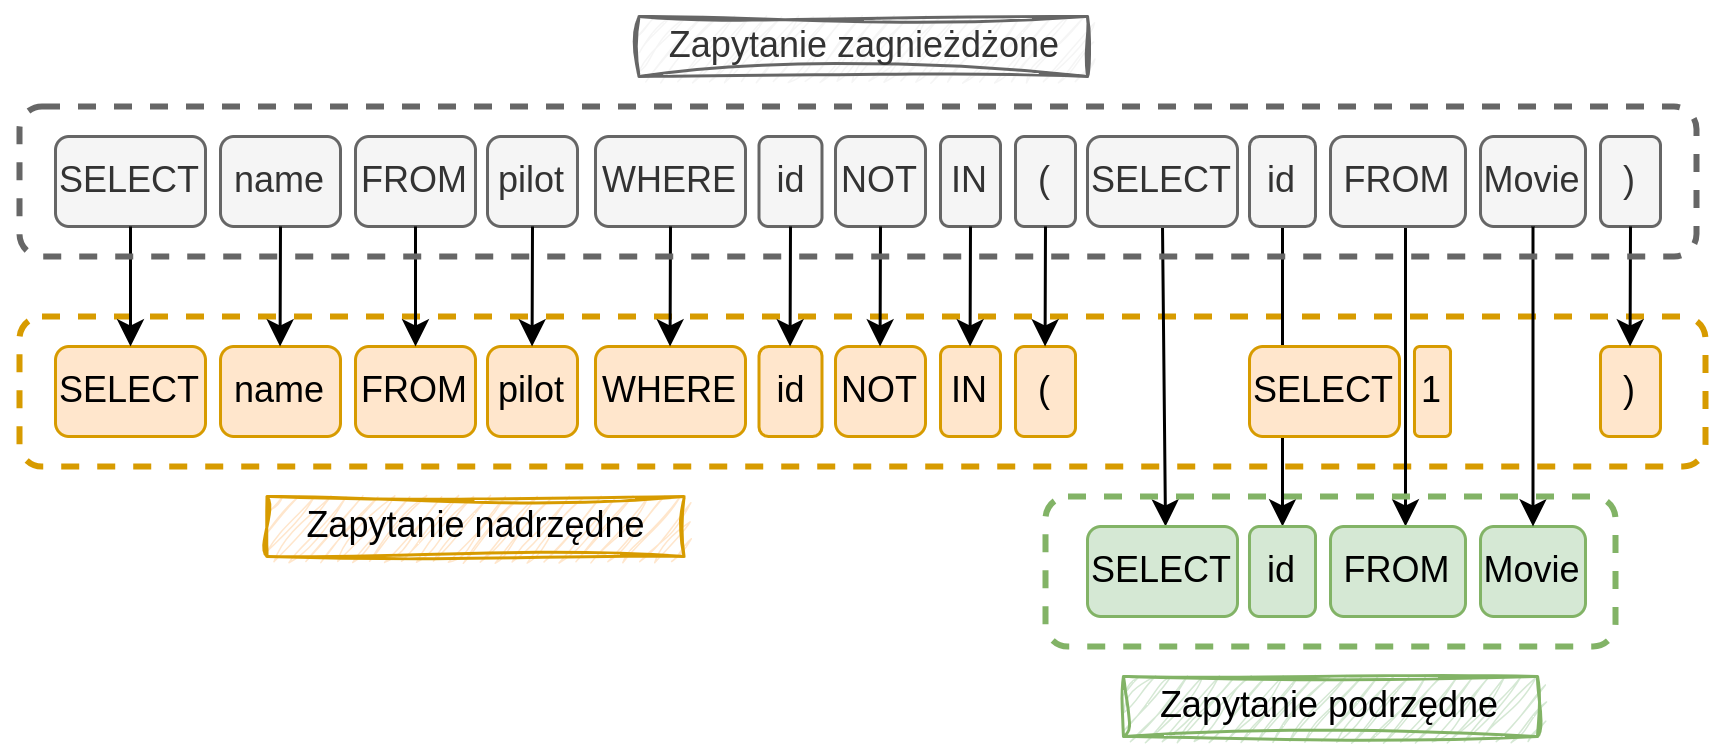 Zapytanie zagnieżdżone
SELECT name FROM pilot WHERE id NOT IN ( SELECT id FROM Movie )
SELECT name FROM pilot WHERE id NOT IN ( SELECT 1 )
Zapytanie nadrzędne
SELECT id FROM Movie
Zapytanie podrzędne